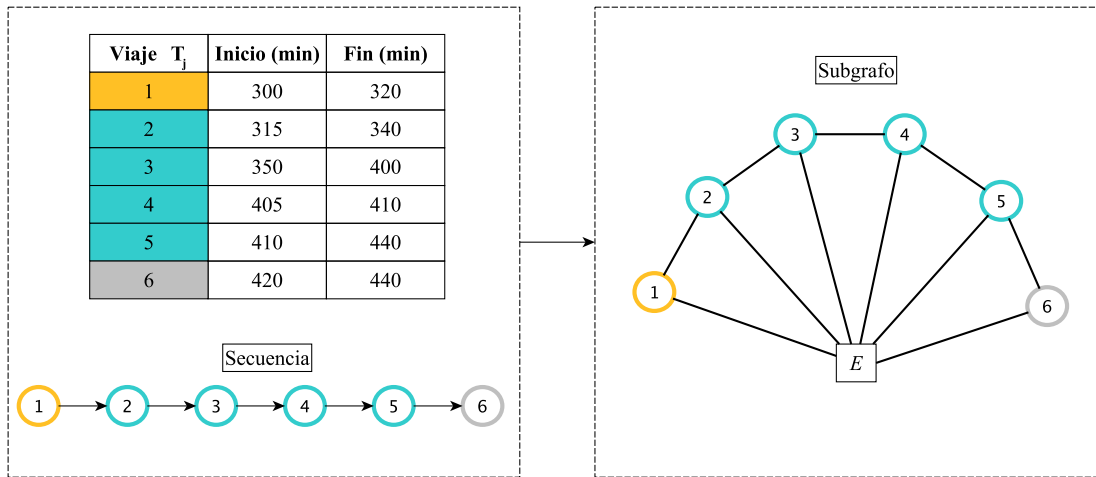 Viaje Tj Inicio (min) Fin (min)
1 300 320
2 315 340
3 350 400
4 405 410
5 410 440
6 420 440
Secuencia
1 2 3 4 5 6
Subgrafo
3 4
2 5
1 6
E